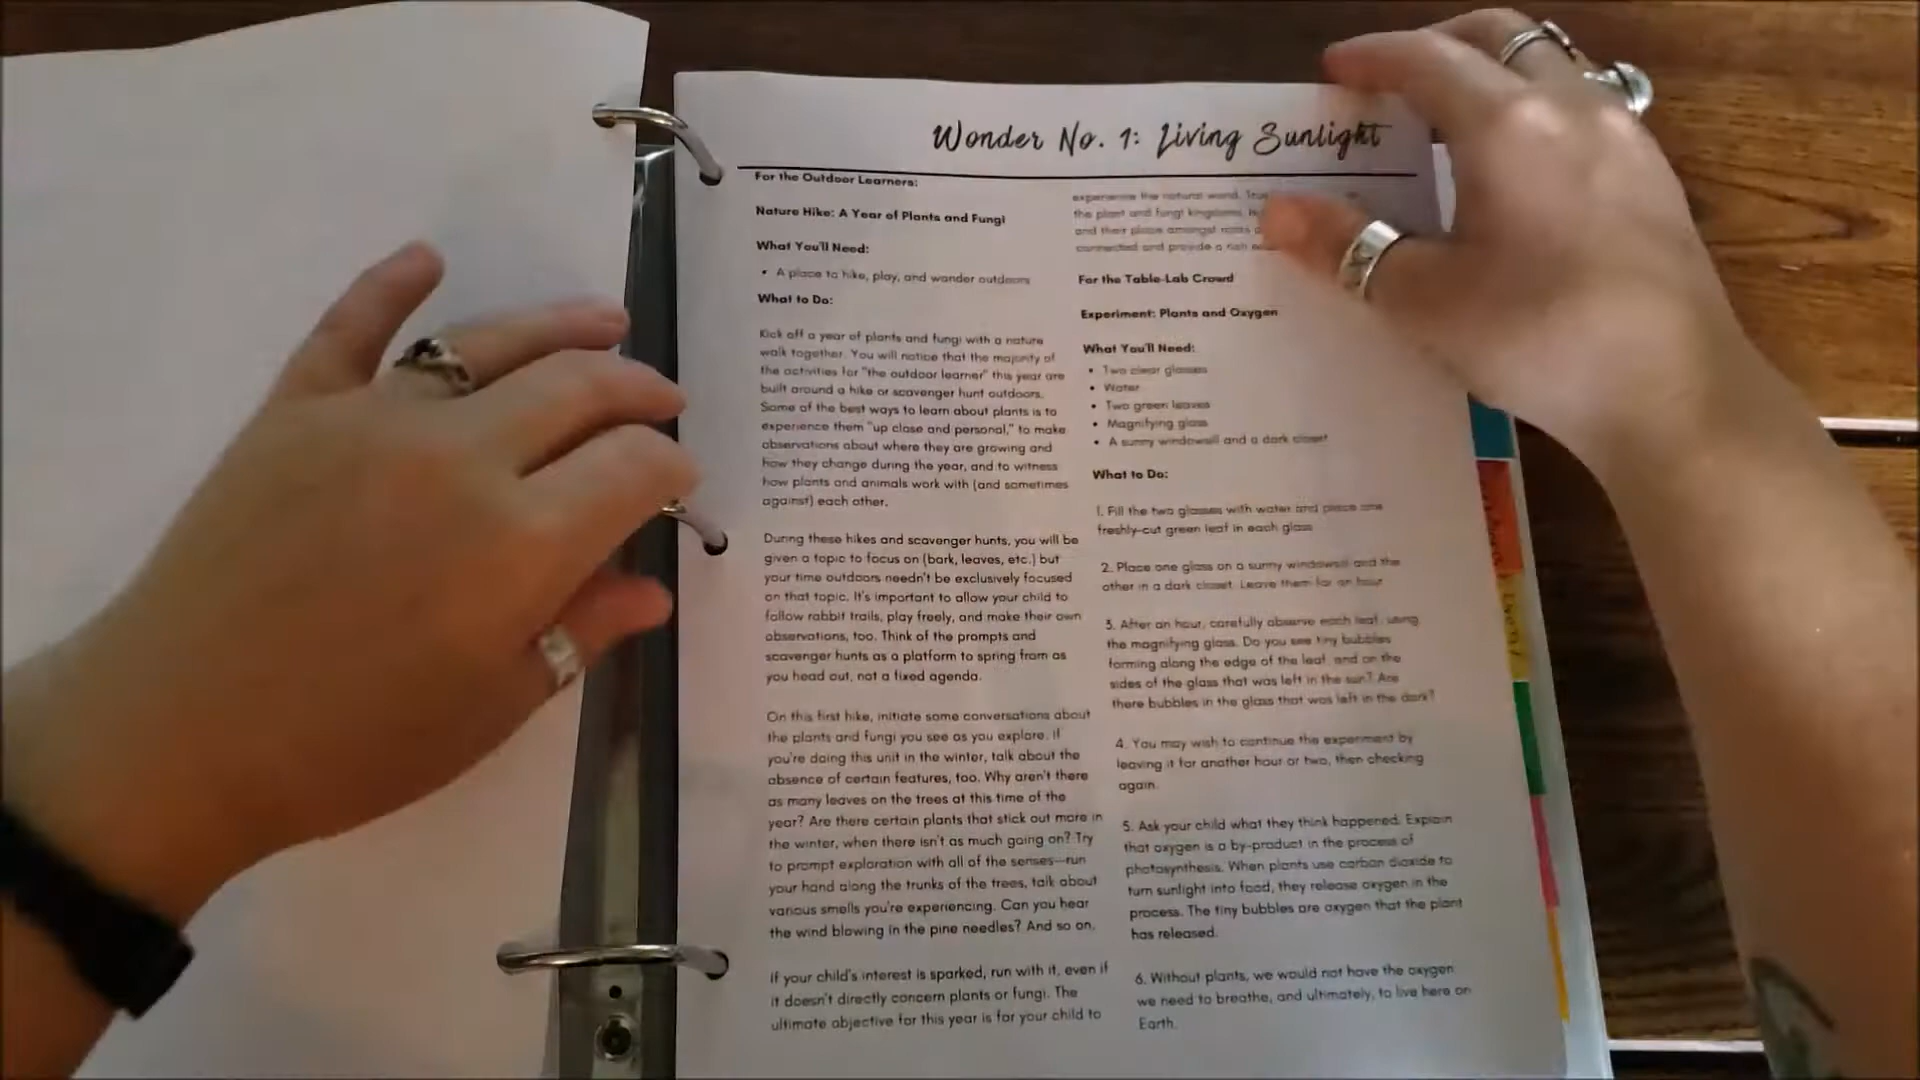 Wonder No. 1: Living Sunlight
For the Outdoor Learners:
Nature Hike: A Year of Plants and Fungi
What You'll Need:
• A place to hike, play, and wander outdoors
What to Do:
Kick off a year of plants and fungi with a nature
walk together. You will notice that the majority of
the activities for "the outdoor learner" this year are
built around a hike or scavenger hunt outdoors.
Some of the best ways to learn about plants is to
experience them "up close and personal," to make
observations about where they are growing and
how they change during the year, and to witness
how plants and animals work with (and sometimes
against) each other.
During these hikes and scavenger hunts, you will be
given a topic to focus on (bark, leaves, etc.) but
your time outdoors needn't be exclusively focused
on that topic. It's important to allow your child to
follow rabbit trails, play freely, and make their own
observations, too. Think of the prompts and
scavenger hunts as a platform to spring from as
you head out, not a fixed agenda.
On this first hike, initiate some conversations about
the plants and fungi you see as you explore. If
you're doing this unit in the winter, talk about the
absence of certain features, too. Why aren't there
as many leaves on the trees at this time of the
year? Are there certain plants that stick out more in
the winter, when there isn't as much going on? Try
to prompt exploration with all of the senses—run
your hand along the trunks of the trees, talk about
various smells you're experiencing. Can you hear
the wind blowing in the pine needles? And so on.
If your child's interest is sparked, run with it, even if
it doesn't directly concern plants or fungi. The
ultimate objective for this year is for your child to
experience the natural world.
the plant and fungi kingdoms,
and their place amongst
connected and provide a rich
For the Table-Lab Crowd
Experiment: Plants and Oxygen
What You'll Need:
• Two clear glasses
• Water
• Two green leaves
• Magnifying glass
• A sunny windowsill and a dark closet
What to Do:
1. Fill the two glasses with water and place one
freshly-cut green leaf in each glass
2. Place one glass on a sunny windowsill and the
other in a dark closet. Leave them for an hour
3. After an hour, carefully observe each leaf, using
the magnifying glass. Do you see tiny bubbles
forming along the edge of the leaf, and on the
sides of the glass that was left in the sun? Are
there bubbles in the glass that was left in the dark?
4. You may wish to continue the experiment by
leaving it for another hour or two, then checking
again.
5. Ask your child what they think happened. Explain
that oxygen is a by-product in the process of
photosynthesis. When plants use carbon dioxide to
turn sunlight into food, they release oxygen in the
process. The tiny bubbles are oxygen that the plant
has released.
6. Without plants, we would not have the oxygen
we need to breathe, and ultimately, to live here on
Earth.